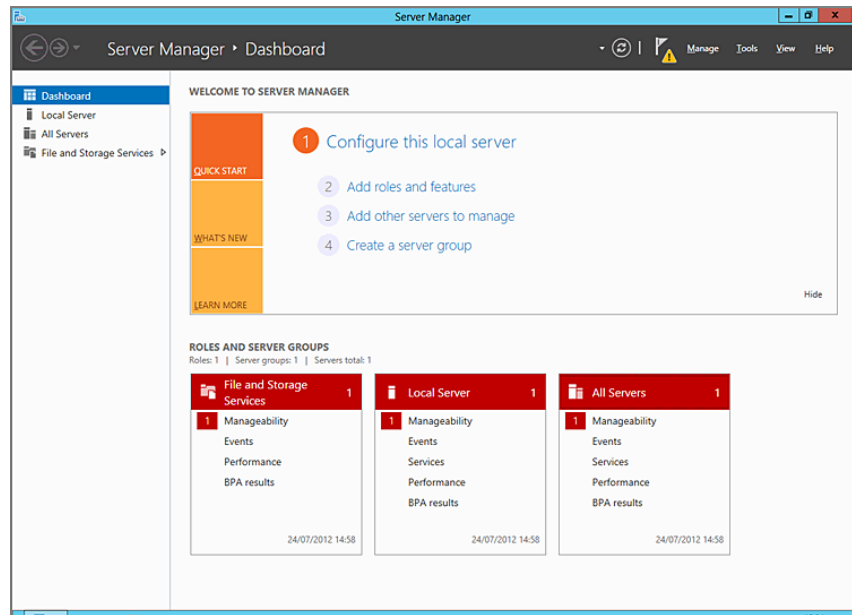 Server Manager
Server Manager ‣ Dashboard
Manage Tools View Help
Dashboard
Local Server
All Servers
File and Storage Services
WELCOME TO SERVER MANAGER
QUICK START
WHAT'S NEW
LEARN MORE
1 Configure this local server
2 Add roles and features
3 Add other servers to manage
4 Create a server group
Hide
ROLES AND SERVER GROUPS
Roles: 1 | Server groups: 1 | Servers total: 1
File and Storage
Services 1
1 Manageability
Events
Performance
BPA results
24/07/2012 14:58
Local Server 1
1 Manageability
Events
Services
Performance
BPA results
24/07/2012 14:58
All Servers 1
1 Manageability
Events
Services
Performance
BPA results
24/07/2012 14:58